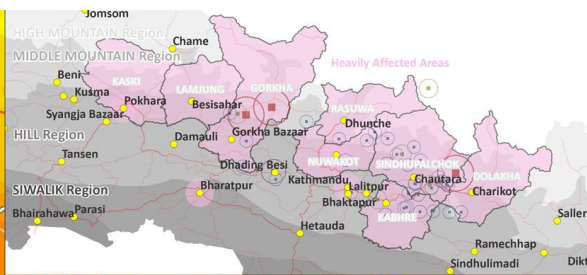 Jomsom
HIGH MOUNTAIN Region
Chame
MIDDLE MOUNTAIN Region
Heavily Affected Areas
Beni
KASKI
LAMJUNG
GORKHA
Kusma
Pokhara
Besisahar
RASUWA
Syangja Bazaar
Dhunche
HILL Region
Damauli
Gorkha Bazaar
Tansen
Dhading Besi
NUWAKOT
SINDHUPALCHOK
DOLAKHA
SIWALIK Region
Bharatpur
Kathmandu
Lalitpur
Chautara
Charikot
Bhaktapur
Bhairahawa
Parasi
KABHRE
Hetauda
Saller
Ramechhap
Sindhulimadi
Dikt